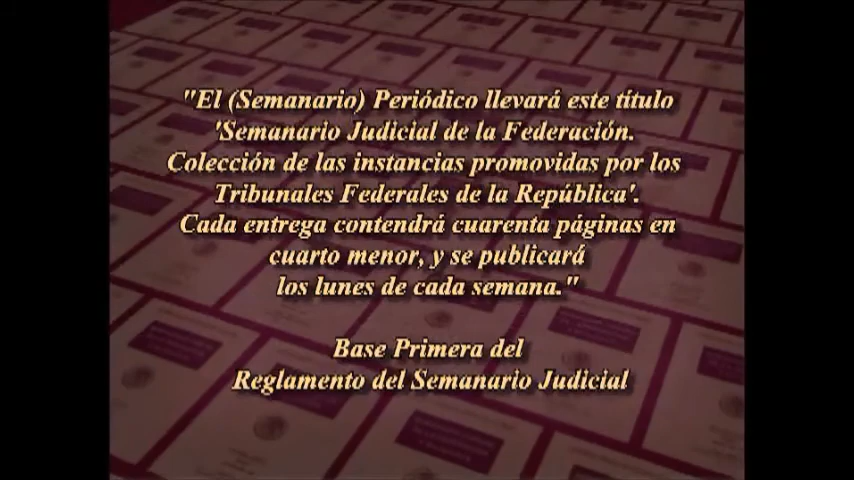 "El (Semanario) Periódico llevará este título
'Semanario Judicial de la Federación.
Colección de las instancias promovidas por los
Tribunales Federales de la República'.
Cada entrega contendrá cuarenta páginas en
cuarto menor, y se publicará
los lunes de cada semana."
Base Primera del
Reglamento del Semanario Judicial